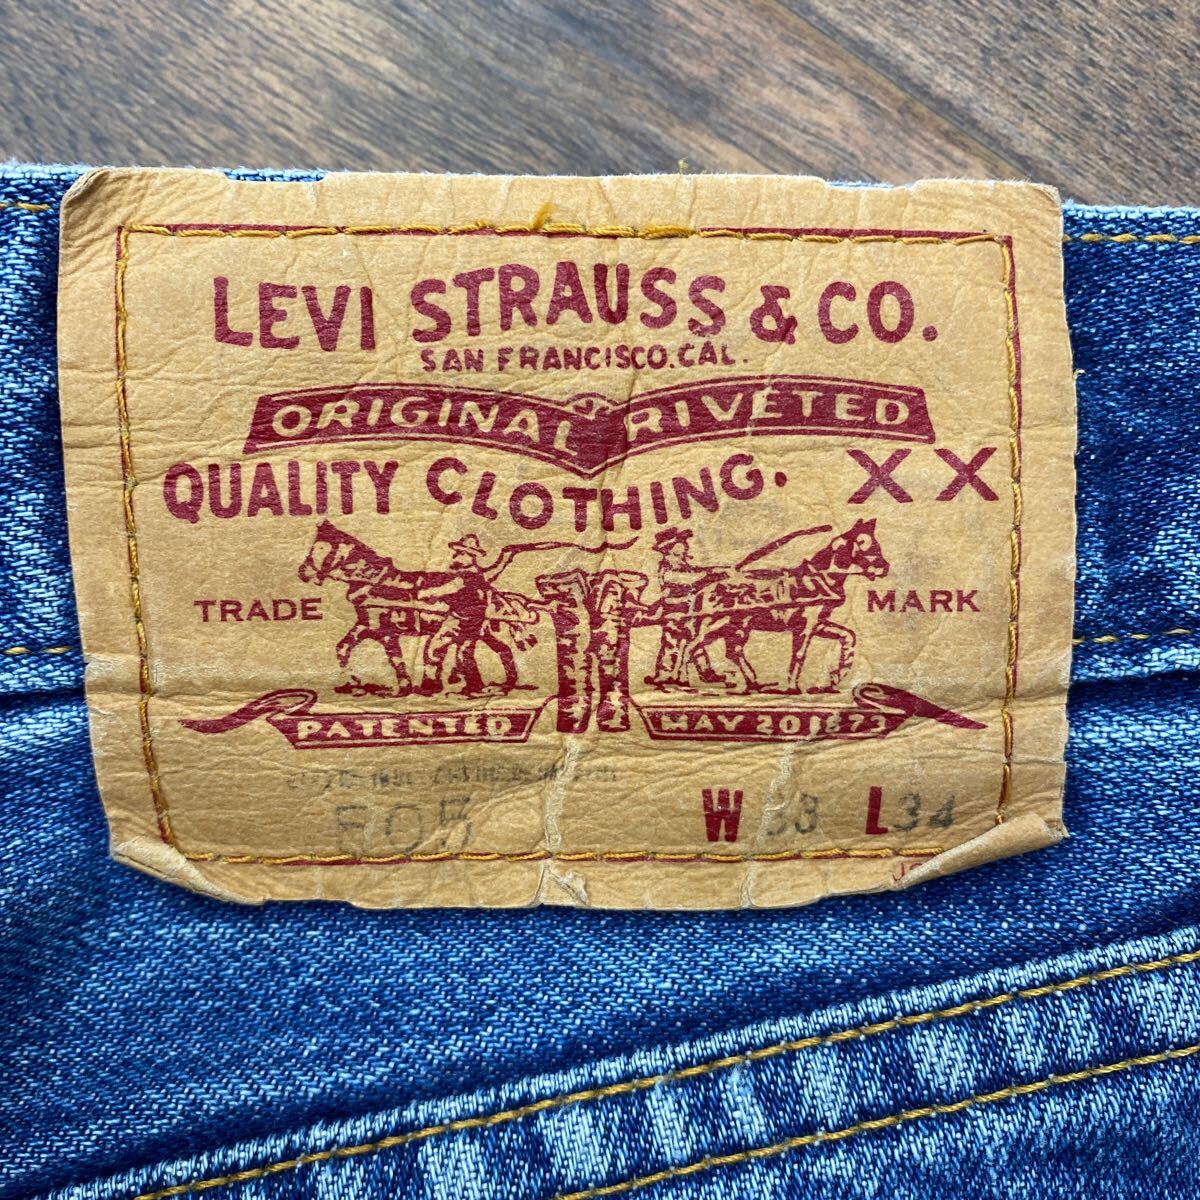 LEVI STRAUSS & CO.
SAN FRANCISCO. CAL.
ORIGINAL RIVETED
QUALITY CLOTHING. XX
TRADE MARK
PATENTED MAY 20 1873
505 W 33 L 34